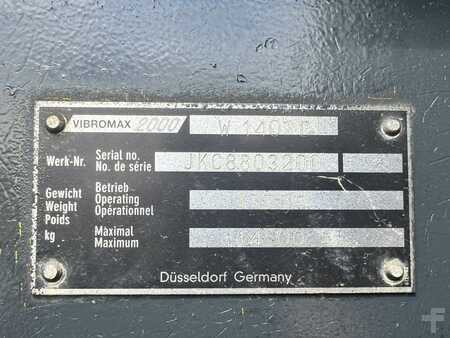 VIBROMAX 2000
Werk-Nr. Serial no. JKC8803200
No. de série
Gewicht Betrieb
Weight Operating
Poids Opérationnel
kg Maximal
Maximum
Düsseldorf Germany